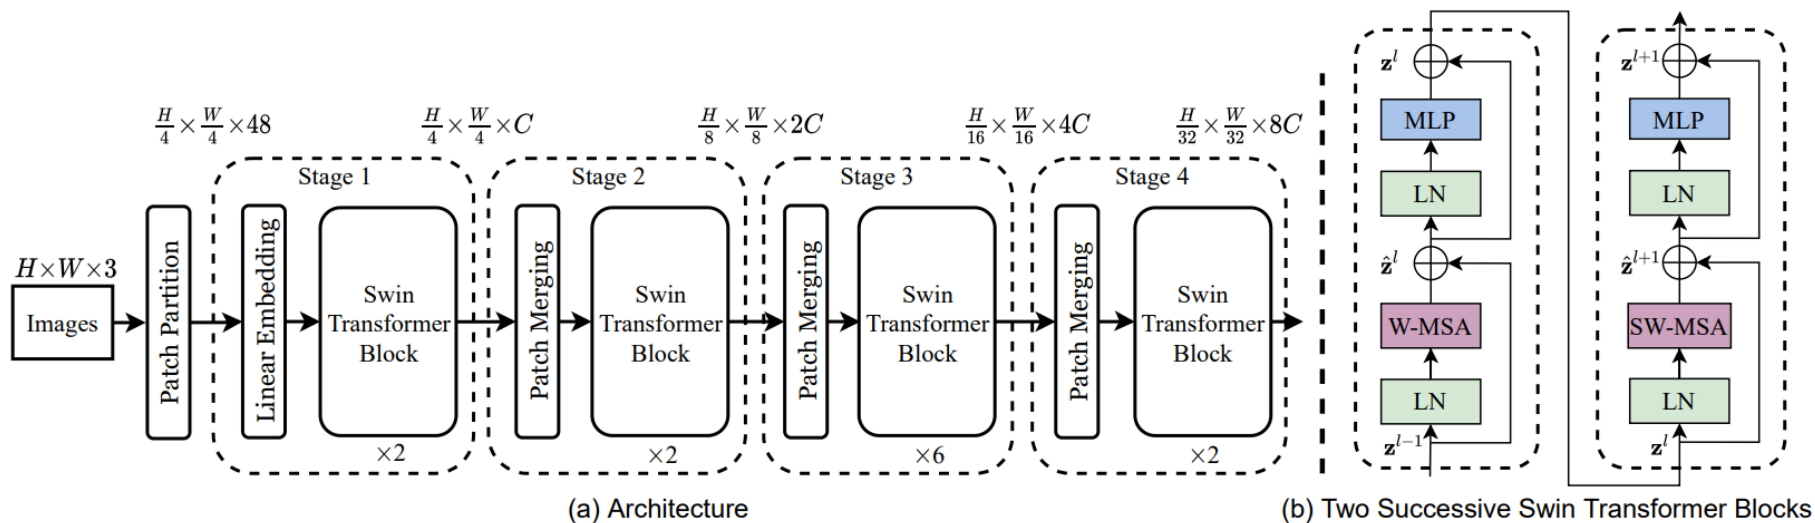 H/4 × W/4 × 48
H/4 × W/4 × C
H/8 × W/8 × 2C
H/16 × W/16 × 4C
H/32 × W/32 × 8C
Stage 1
Stage 2
Stage 3
Stage 4
H×W×3
Images
Patch Partition
Linear Embedding
Swin
Transformer
Block
×2
Patch Merging
Swin
Transformer
Block
×2
Patch Merging
Swin
Transformer
Block
×6
Patch Merging
Swin
Transformer
Block
×2
(a) Architecture
z^l
MLP
LN
ẑ^l
W-MSA
LN
z^{l-1}
z^{l+1}
MLP
LN
ẑ^{l+1}
SW-MSA
LN
z^l
(b) Two Successive Swin Transformer Blocks